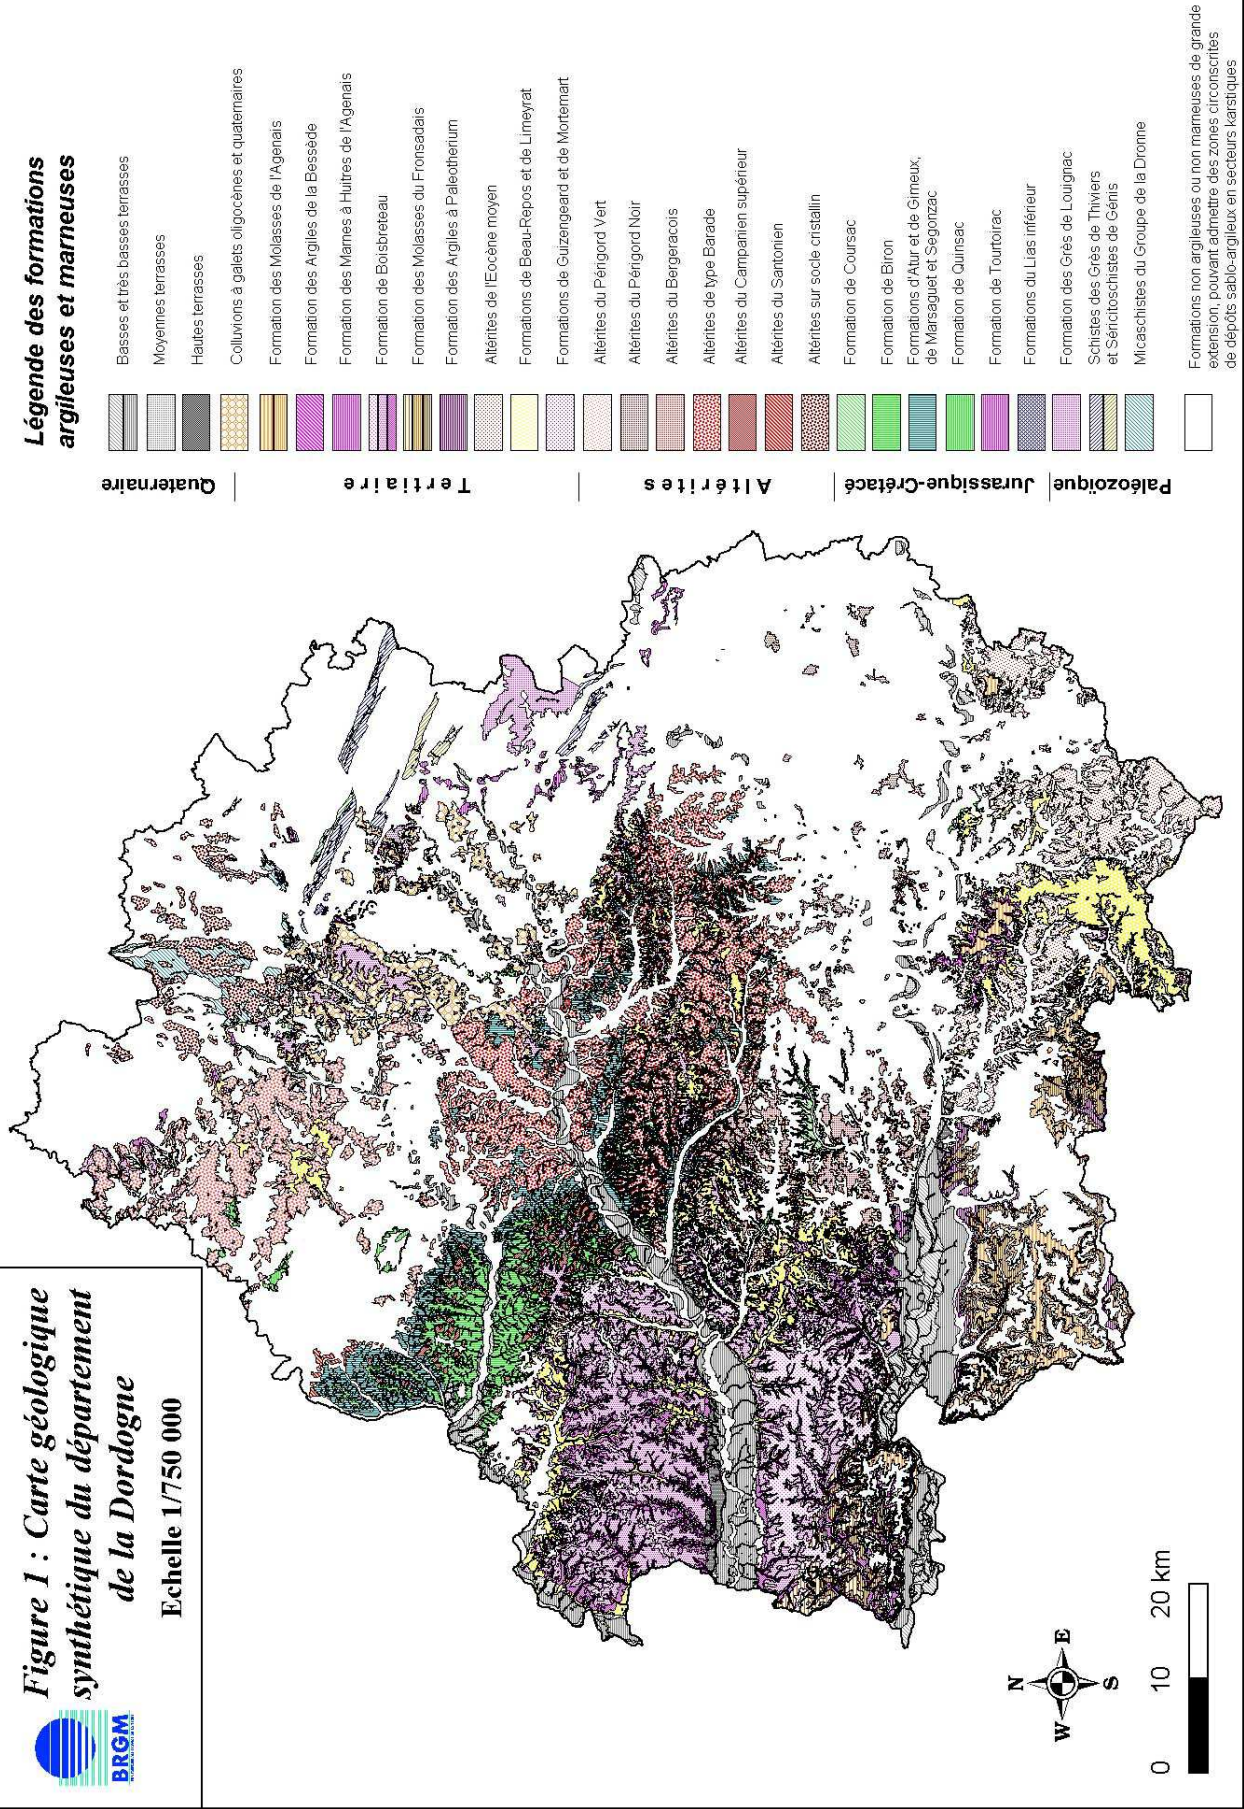 Figure 1 : Carte géologique
synthétique du département
de la Dordogne
Echelle 1/750 000
BRGM
Légende des formations
argileuses et marneuses
Quaternaire
Basses et très basses terrasses
Moyennes terrasses
Hautes terrasses
Colluvions à galets oligocènes et quaternaires
Tertiaire
Formation des Molasses de l'Agenais
Formation des Argiles de la Bessède
Formation des Marnes à Huîtres de l'Agenais
Formation de Boisbreteau
Formation des Molasses du Fronsadais
Formation des Argiles à Paleotherium
Altérites de l'Eocène moyen
Formations de Beau-Repos et de Limeyrat
Formations de Guizengeard et de Mortemart
Altérites
Altérites du Périgord Vert
Altérites du Périgord Noir
Altérites du Bergeracois
Altérites de type Barade
Altérites du Campanien supérieur
Altérites du Santonien
Altérites sur socle cristallin
Jurassique-Crétacé
Formation de Coursac
Formation de Biron
Formations d'Atur et de Gimeux,
de Marsaguet et Segonzac
Formation de Quinsac
Formation de Tourtoirac
Formations du Lias inférieur
Paléozoïque
Formation des Grès de Louignac
Schistes des Grès de Thiviers
et Séricitoschistes de Génis
Micaschistes du Groupe de la Dronne
Formations non argileuses ou non marneuses de grande
extension, pouvant admettre des zones circonscrites
de dépôts sablo-argileux en secteurs karstiques
N
W E
S
0 10 20 km